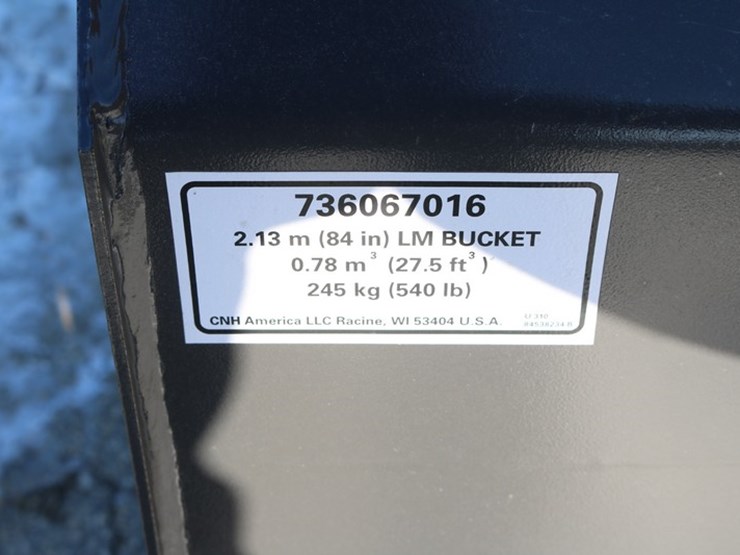 736067016
2.13 m (84 in) LM BUCKET
0.78 m³ (27.5 ft³)
245 kg (540 lb)
CNH America LLC Racine, WI 53404 U.S.A.